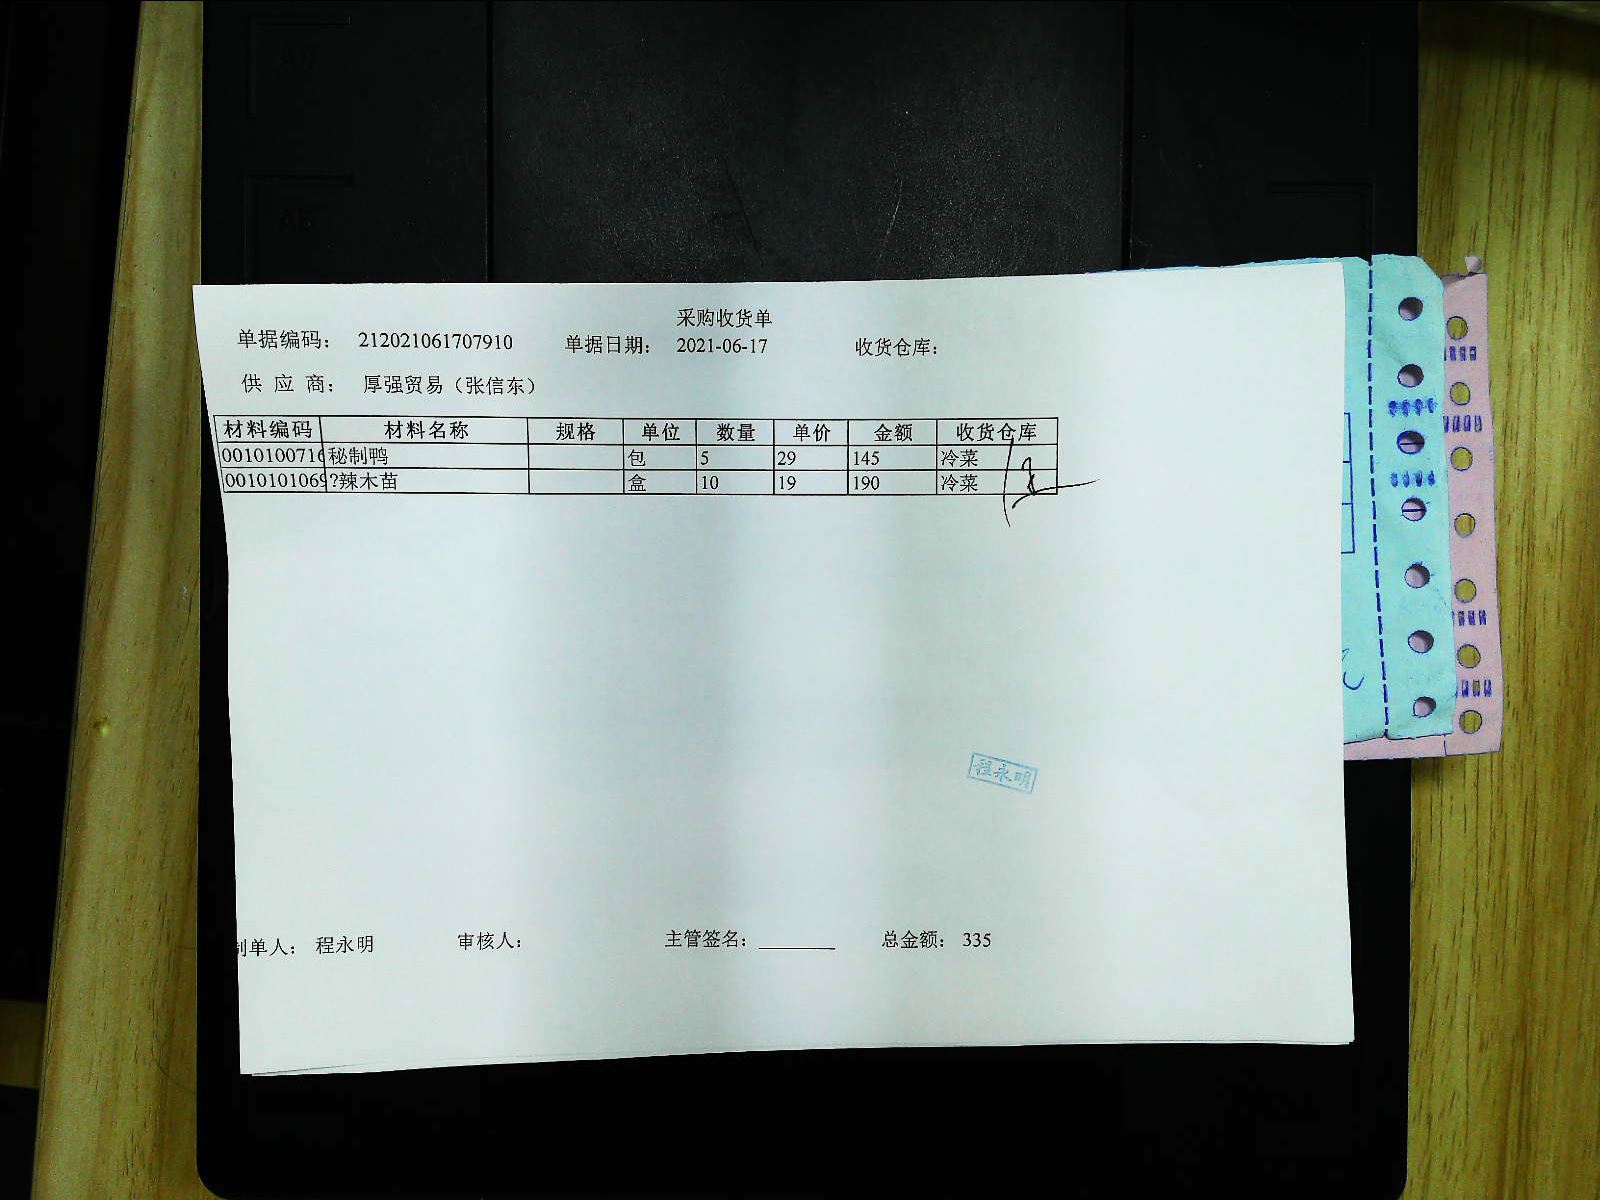 采购收货单
单据编码： 212021061707910 单据日期： 2021-06-17 收货仓库：
供 应 商： 厚强贸易（张信东）
材料编码 材料名称 规格 单位 数量 单价 金额 收货仓库
0010100716 秘制鸭 包 5 29 145 冷菜
0010101069 ?辣木苗 盒 10 19 190 冷菜
程永明
制单人： 程永明 审核人： 主管签名：________ 总金额： 335